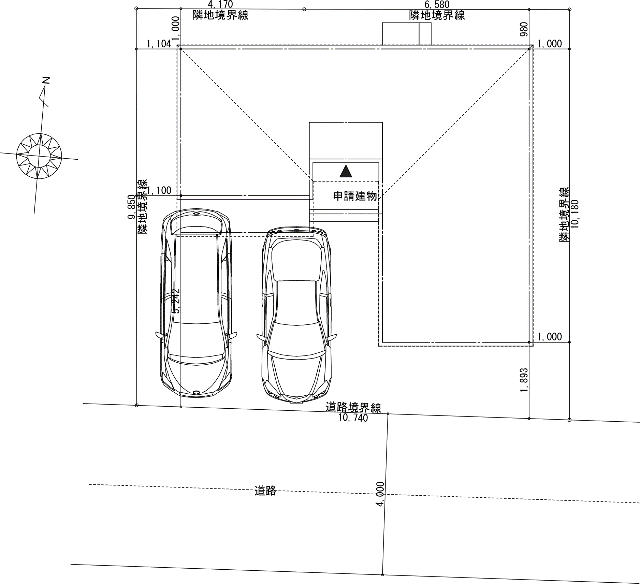 4,170
6,580
隣地境界線
隣地境界線
1,000
980
1,104
1,000
N
1,100
申請建物
9,850
隣地境界線
隣地境界線
10,180
5,242
1,000
1,893
道路境界線
10.740
道路
4,000